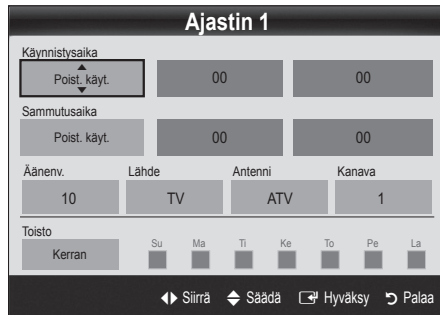 Ajastin 1
Käynnistysaika
Poist. käyt. 00 00
Sammutusaika
Poist. käyt. 00 00
Äänenv. Lähde Antenni Kanava
10 TV ATV 1
Toisto Su Ma Ti Ke To Pe La
Kerran
Siirrä Säädä Hyväksy Palaa